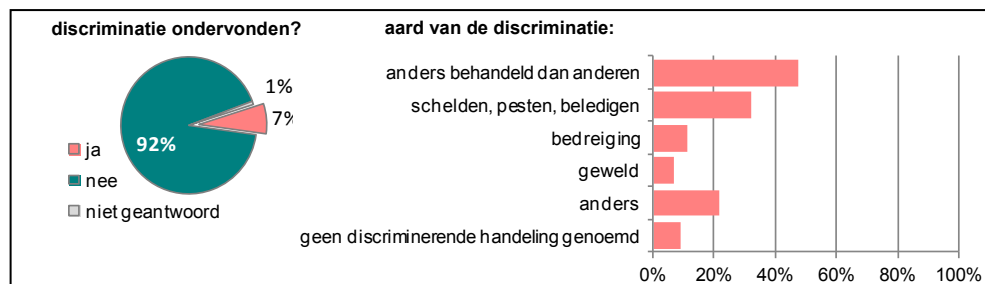 discriminatie ondervonden?
1%
7%
92%
ja
nee
niet geantwoord
aard van de discriminatie:
anders behandeld dan anderen
schelden, pesten, beledigen
bedreiging
geweld
anders
geen discriminerende handeling genoemd
0% 20% 40% 60% 80% 100%